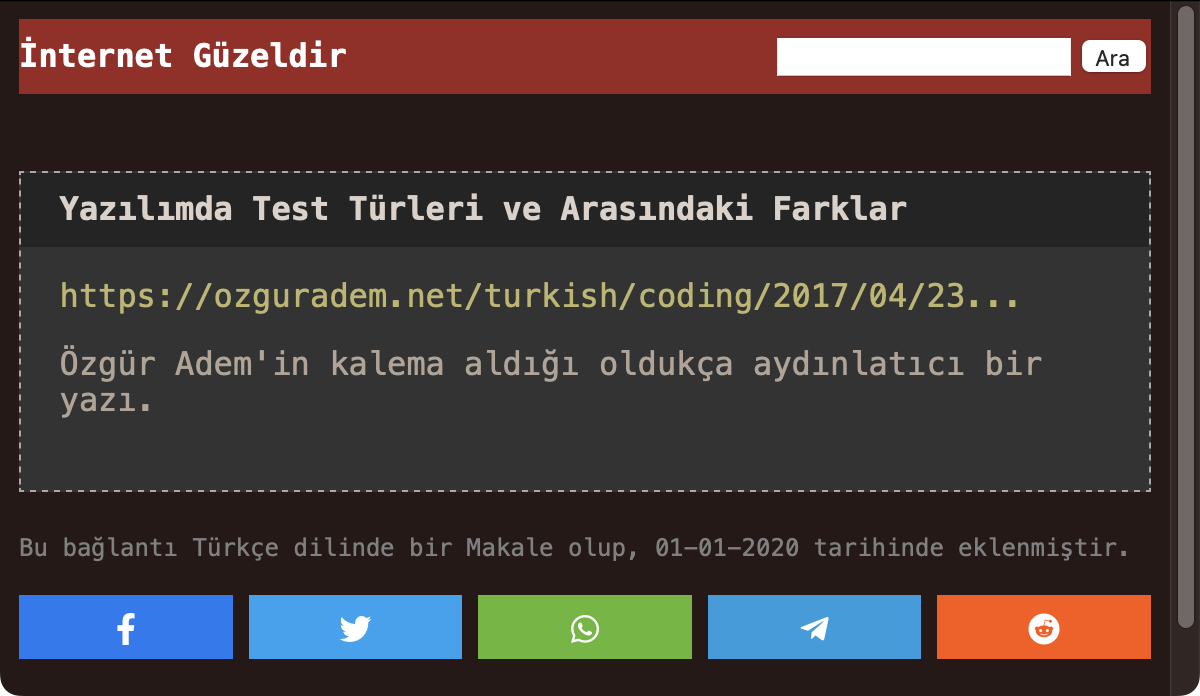 İnternet Güzeldir
Ara
Yazılımda Test Türleri ve Arasındaki Farklar
https://ozguradem.net/turkish/coding/2017/04/23...
Özgür Adem'in kalema aldığı oldukça aydınlatıcı bir
yazı.
Bu bağlantı Türkçe dilinde bir Makale olup, 01-01-2020 tarihinde eklenmiştir.